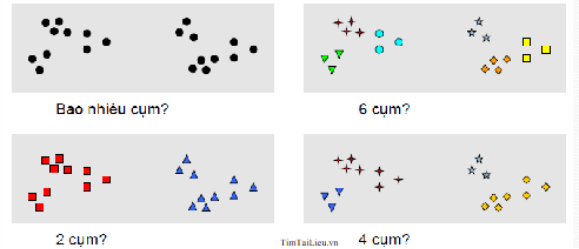 Bao nhiêu cụm?
6 cụm?
2 cụm?
4 cụm?
TimTaiLieu.vn